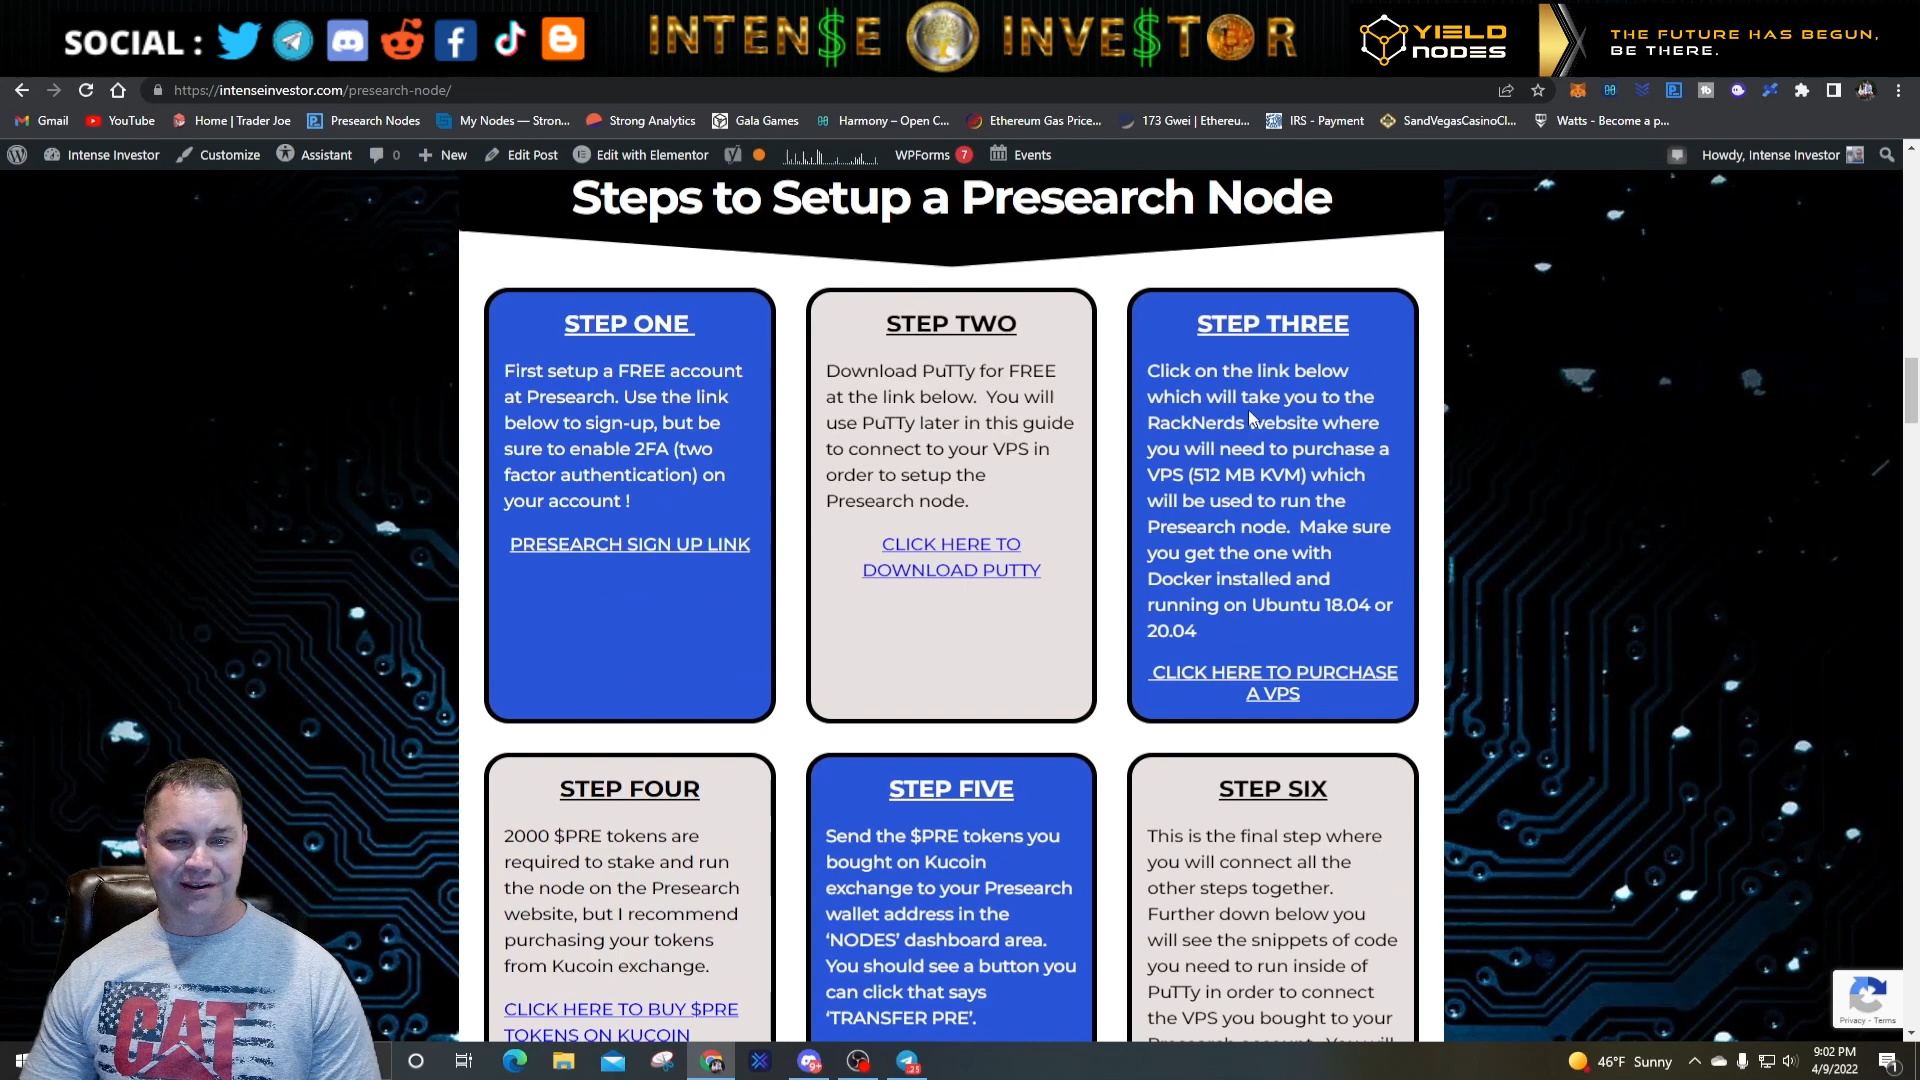 SOCIAL :
INTEN$E INVE$TOR
YIELD
NODES
THE FUTURE HAS BEGUN,
BE THERE.
https://intenseinvestor.com/presearch-node/
Gmail YouTube Home | Trader Joe Presearch Nodes My Nodes — Stron... Strong Analytics Gala Games Harmony – Open C... Ethereum Gas Price... 173 Gwei | Ethereu... IRS - Payment SandVegasCasinoCl... Watts - Become a p...
Intense Investor Customize Assistant 0 New Edit Post Edit with Elementor WPForms 7 Events Howdy, Intense Investor
Steps to Setup a Presearch Node
STEP ONE
First setup a FREE account
at Presearch. Use the link
below to sign-up, but be
sure to enable 2FA (two
factor authentication) on
your account !
PRESEARCH SIGN UP LINK
STEP TWO
Download PuTTy for FREE
at the link below. You will
use PuTTy later in this guide
to connect to your VPS in
order to setup the
Presearch node.
CLICK HERE TO
DOWNLOAD PUTTY
STEP THREE
Click on the link below
which will take you to the
RackNerds website where
you will need to purchase a
VPS (512 MB KVM) which
will be used to run the
Presearch node. Make sure
you get the one with
Docker installed and
running on Ubuntu 18.04 or
20.04
CLICK HERE TO PURCHASE
A VPS
STEP FOUR
2000 $PRE tokens are
required to stake and run
the node on the Presearch
website, but I recommend
purchasing your tokens
from Kucoin exchange.
CLICK HERE TO BUY $PRE
TOKENS ON KUCOIN
STEP FIVE
Send the $PRE tokens you
bought on Kucoin
exchange to your Presearch
wallet address in the
‘NODES’ dashboard area.
You should see a button you
can click that says
‘TRANSFER PRE’.
STEP SIX
This is the final step where
you will connect all the
other steps together.
Further down below you
will see the snippets of code
you need to run inside of
PuTTy in order to connect
the VPS you bought to your
Presearch account. You will
CAT
Privacy - Terms
46°F Sunny
9:02 PM
4/9/2022